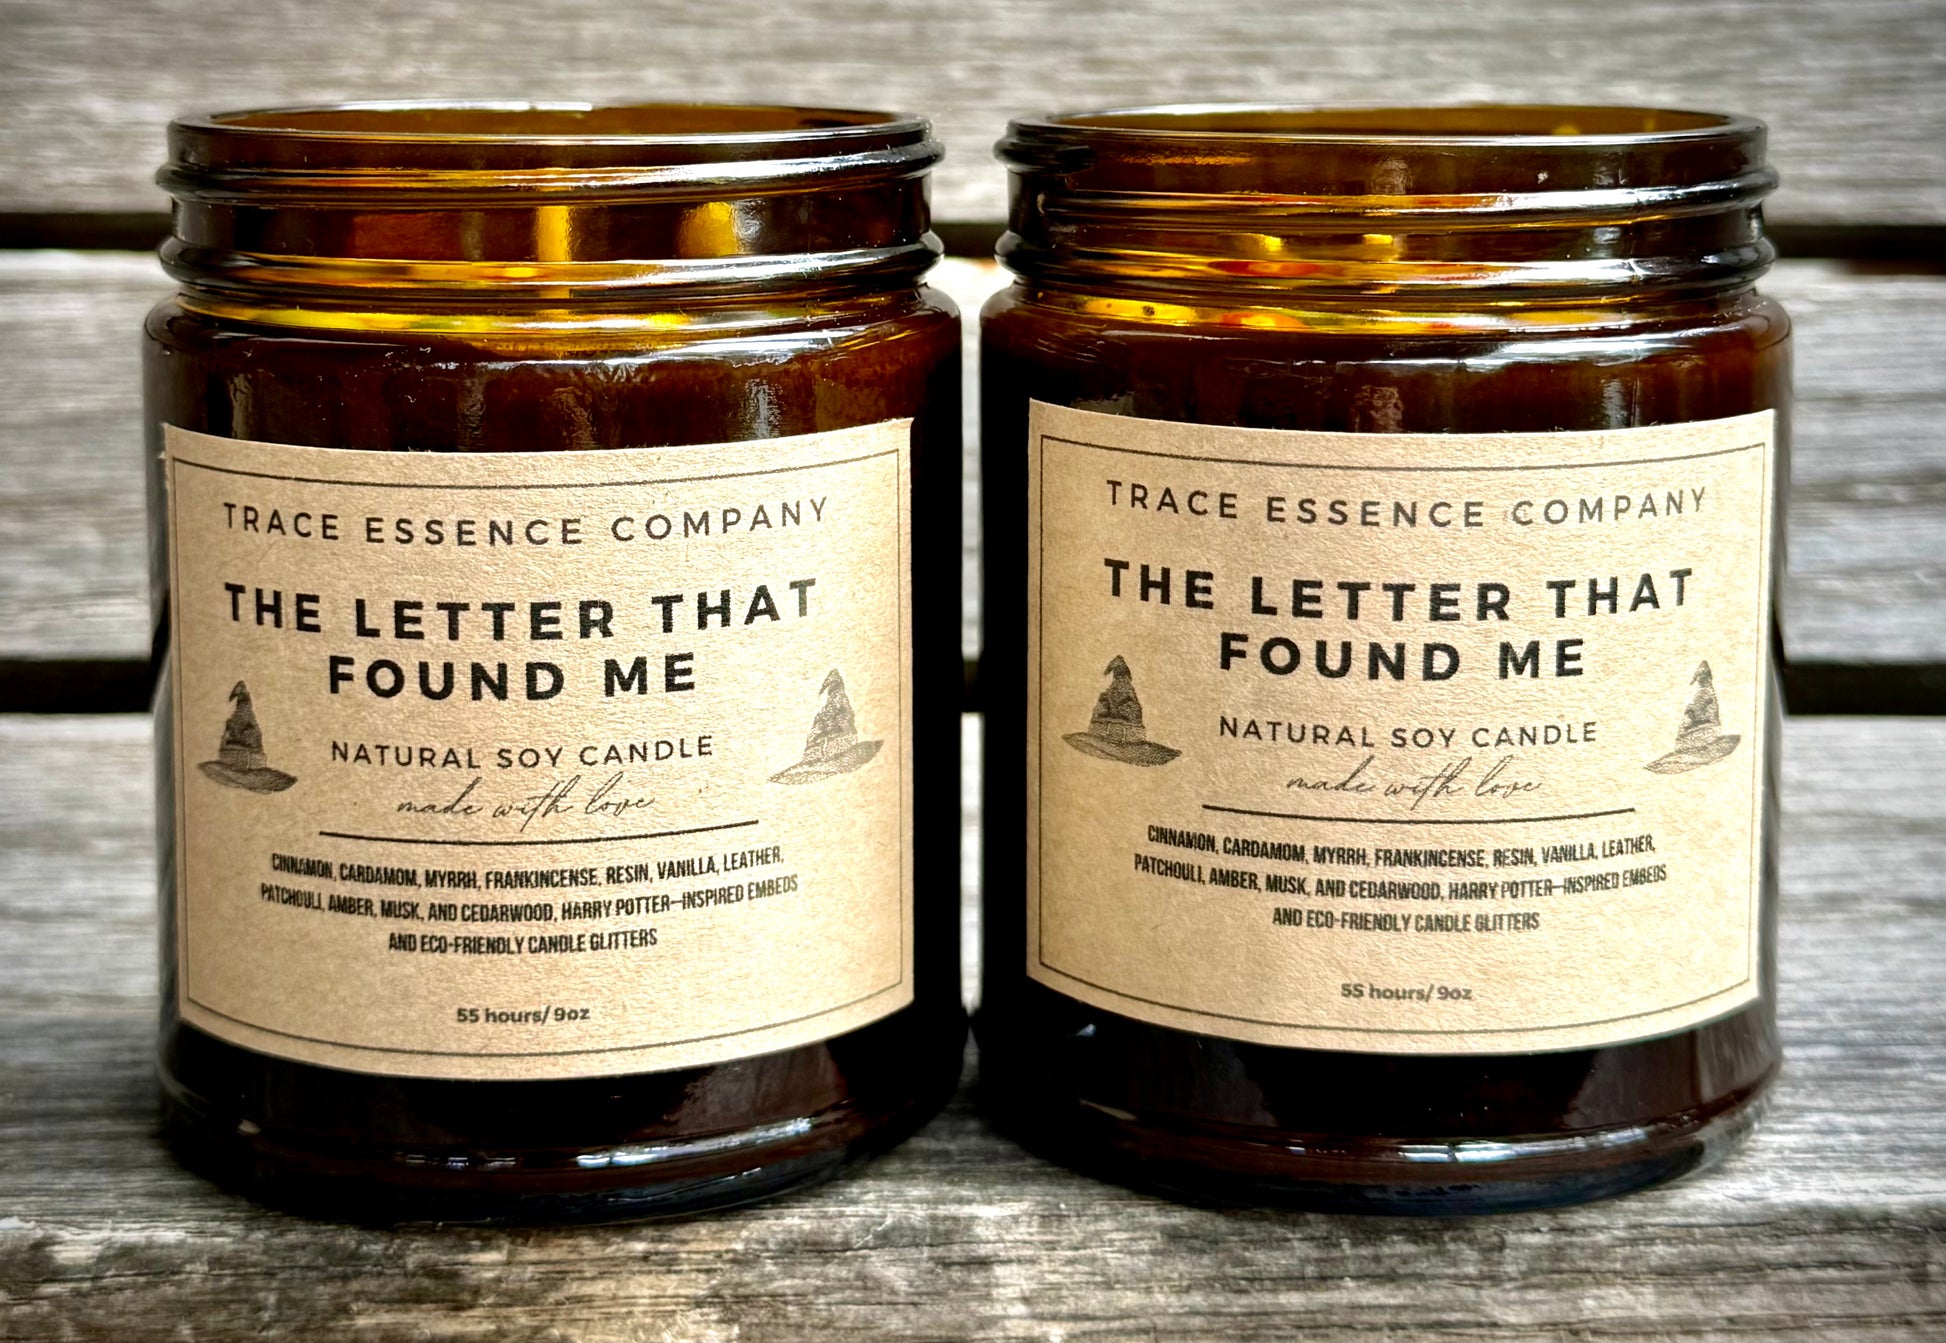 TRACE ESSENCE COMPANY
THE LETTER THAT
FOUND ME
NATURAL SOY CANDLE
made with love
CINNAMON, CARDAMOM, MYRRH, FRANKINCENSE, RESIN, VANILLA, LEATHER,
PATCHOULI, AMBER, MUSK, AND CEDARWOOD, HARRY POTTER–INSPIRED EMBEDS
AND ECO-FRIENDLY CANDLE GLITTERS
55 hours/ 9oz
TRACE ESSENCE COMPANY
THE LETTER THAT
FOUND ME
NATURAL SOY CANDLE
made with love
CINNAMON, CARDAMOM, MYRRH, FRANKINCENSE, RESIN, VANILLA, LEATHER,
PATCHOULI, AMBER, MUSK, AND CEDARWOOD, HARRY POTTER–INSPIRED EMBEDS
AND ECO-FRIENDLY CANDLE GLITTERS
55 hours/ 9oz